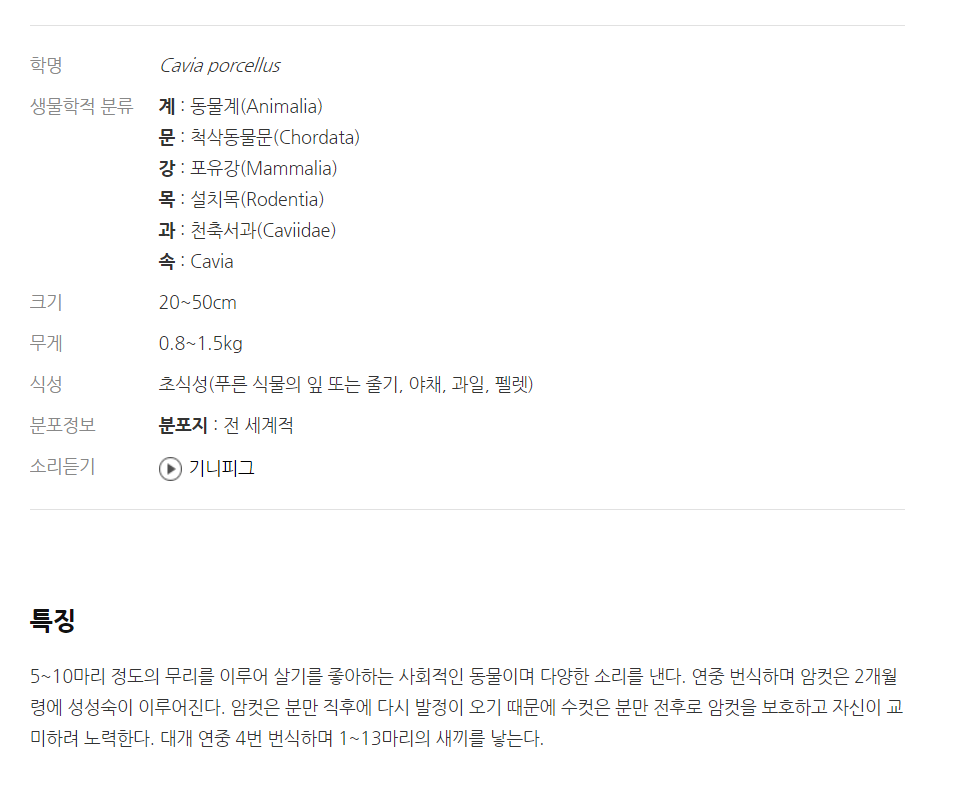 학명 Cavia porcellus
생물학적 분류 계 : 동물계(Animalia)
문 : 척삭동물문(Chordata)
강 : 포유강(Mammalia)
목 : 설치목(Rodentia)
과 : 천축서과(Caviidae)
속 : Cavia
크기 20~50cm
무게 0.8~1.5kg
식성 초식성(푸른 식물의 잎 또는 줄기, 야채, 과일, 펠렛)
분포정보 분포지 : 전 세계적
소리듣기 기니피그
특징
5~10마리 정도의 무리를 이루어 살기를 좋아하는 사회적인 동물이며 다양한 소리를 낸다. 연중 번식하며 암컷은 2개월
령에 성성숙이 이루어진다. 암컷은 분만 직후에 다시 발정이 오기 때문에 수컷은 분만 전후로 암컷을 보호하고 자신이 교
미하려 노력한다. 대개 연중 4번 번식하며 1~13마리의 새끼를 낳는다.